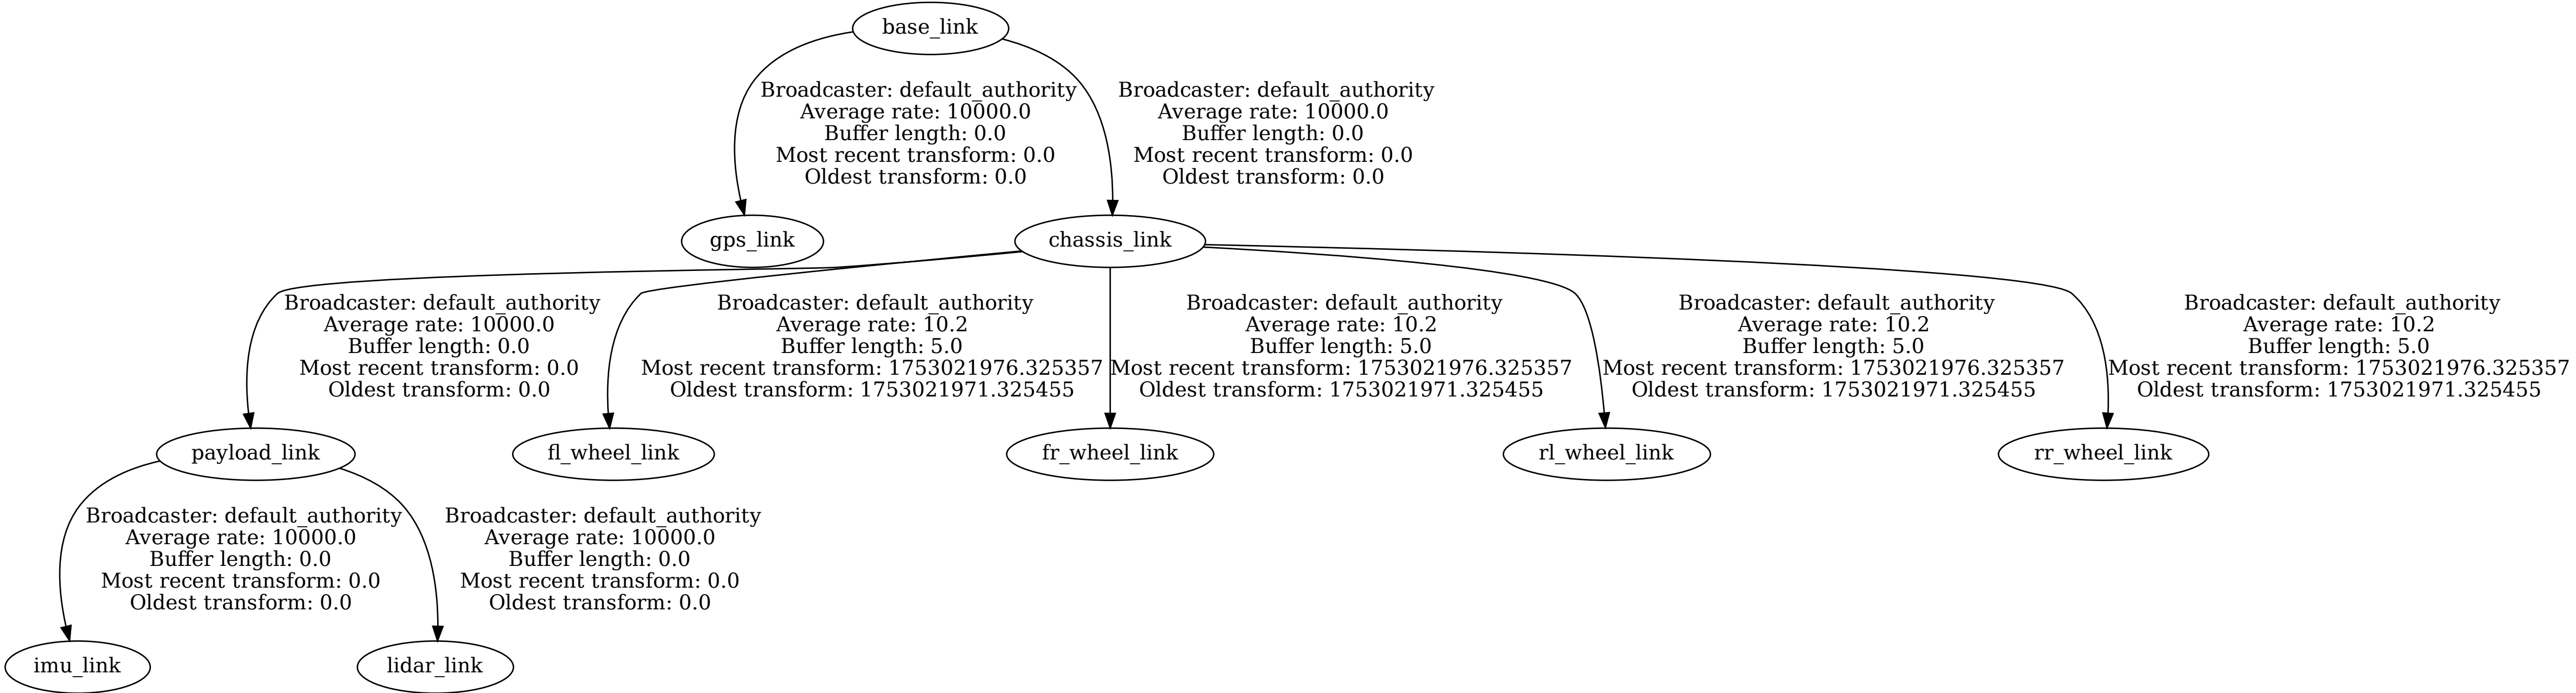 base_link
Broadcaster: default_authority
Average rate: 10000.0
Buffer length: 0.0
Most recent transform: 0.0
Oldest transform: 0.0
Broadcaster: default_authority
Average rate: 10000.0
Buffer length: 0.0
Most recent transform: 0.0
Oldest transform: 0.0
gps_link
chassis_link
Broadcaster: default_authority
Average rate: 10000.0
Buffer length: 0.0
Most recent transform: 0.0
Oldest transform: 0.0
Broadcaster: default_authority
Average rate: 10.2
Buffer length: 5.0
Most recent transform: 1753021976.325357
Oldest transform: 1753021971.325455
Broadcaster: default_authority
Average rate: 10.2
Buffer length: 5.0
Most recent transform: 1753021976.325357
Oldest transform: 1753021971.325455
Broadcaster: default_authority
Average rate: 10.2
Buffer length: 5.0
Most recent transform: 1753021976.325357
Oldest transform: 1753021971.325455
Broadcaster: default_authority
Average rate: 10.2
Buffer length: 5.0
Most recent transform: 1753021976.325357
Oldest transform: 1753021971.325455
payload_link
fl_wheel_link
fr_wheel_link
rl_wheel_link
rr_wheel_link
Broadcaster: default_authority
Average rate: 10000.0
Buffer length: 0.0
Most recent transform: 0.0
Oldest transform: 0.0
Broadcaster: default_authority
Average rate: 10000.0
Buffer length: 0.0
Most recent transform: 0.0
Oldest transform: 0.0
imu_link
lidar_link